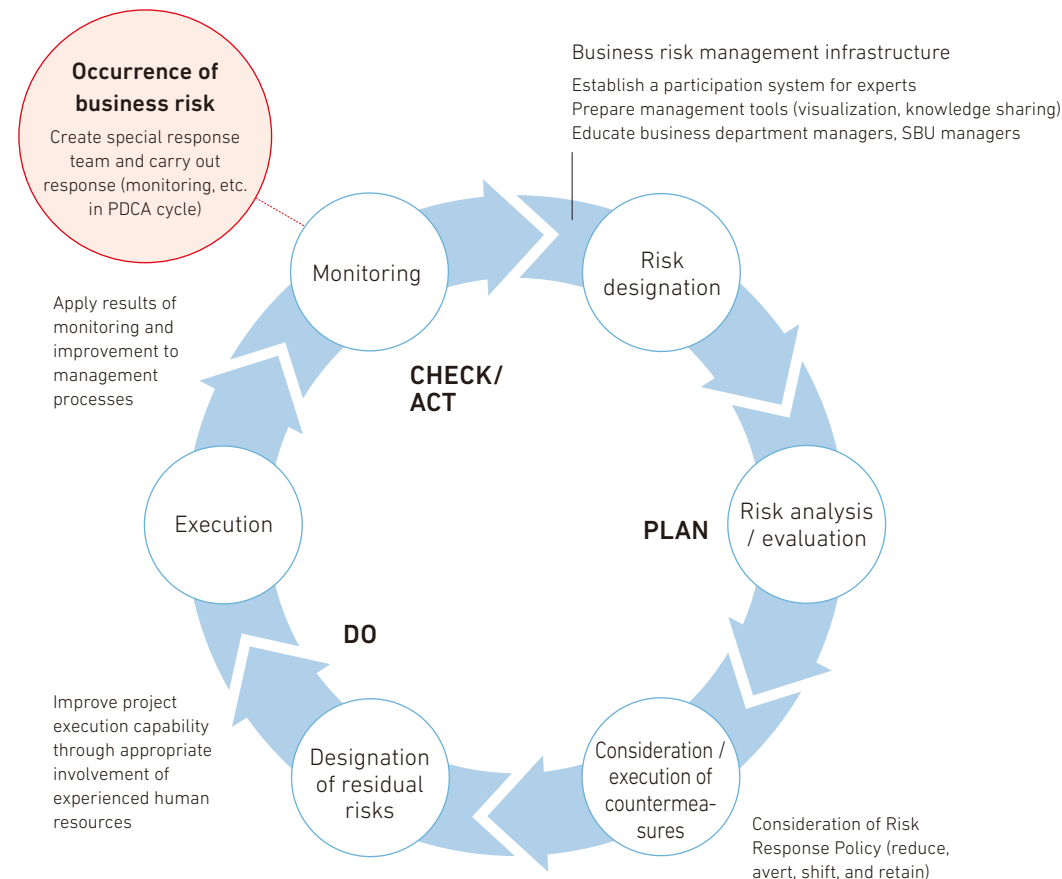 Occurrence of
business risk
Create special response
team and carry out
response (monitoring, etc.
in PDCA cycle)
Business risk management infrastructure
Establish a participation system for experts
Prepare management tools (visualization, knowledge sharing)
Educate business department managers, SBU managers
Monitoring
Risk
designation
Apply results of
monitoring and
improvement to
management
processes
CHECK/
ACT
Execution
PLAN
Risk analysis
/ evaluation
DO
Improve project
execution capability
through appropriate
involvement of
experienced human
resources
Designation
of residual
risks
Consideration /
execution of
countermea-
sures
Consideration of Risk
Response Policy (reduce,
avert, shift, and retain)